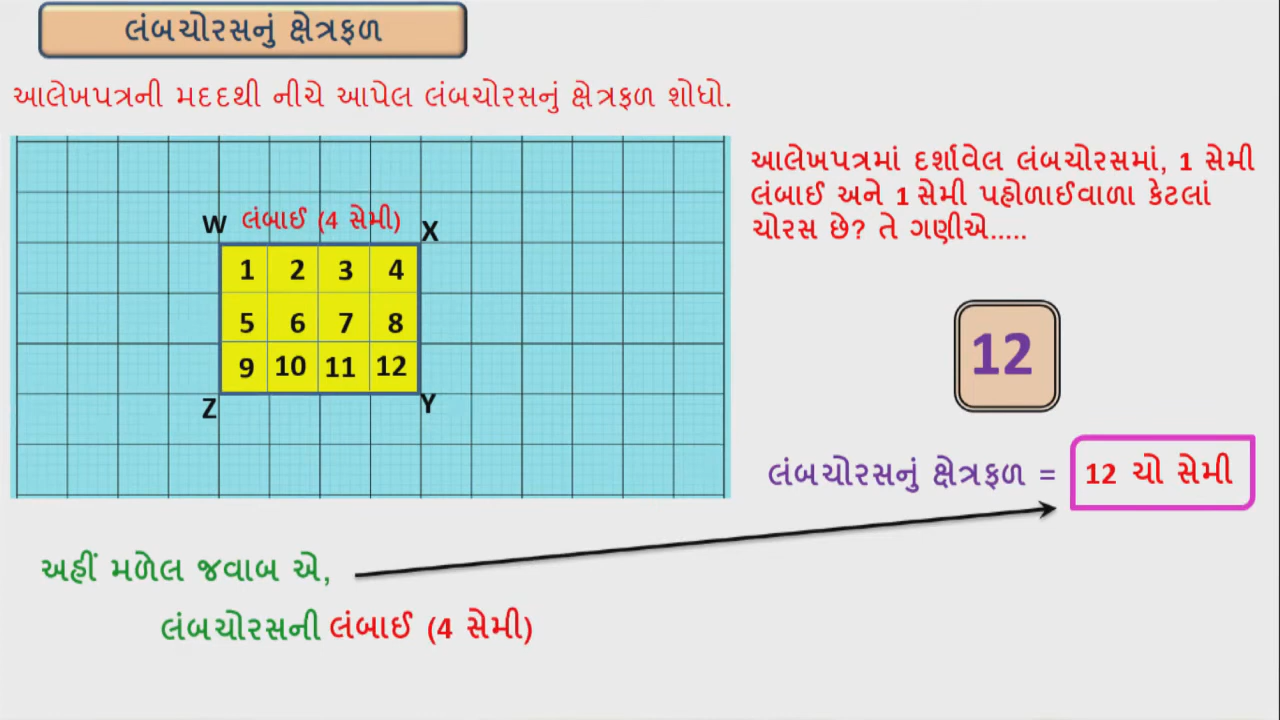 લંબચોરસનું ક્ષેત્રફળ
આલેખપત્રની મદદથી નીચે આપેલ લંબચોરસનું ક્ષેત્રફળ શોધો.
આલેખપત્રમાં દર્શાવેલ લંબચોરસમાં, 1 સેમી
લંબાઈ અને 1 સેમી પહોળાઈવાળા કેટલાં
ચોરસ છે? તે ગણીએ.....
W લંબાઈ (4 સેમી) X
1 2 3 4
5 6 7 8
9 10 11 12
Z Y
12
લંબચોરસનું ક્ષેત્રફળ = 12 ચો સેમી
અહીં મળેલ જવાબ એ,
લંબચોરસની લંબાઈ (4 સેમી)